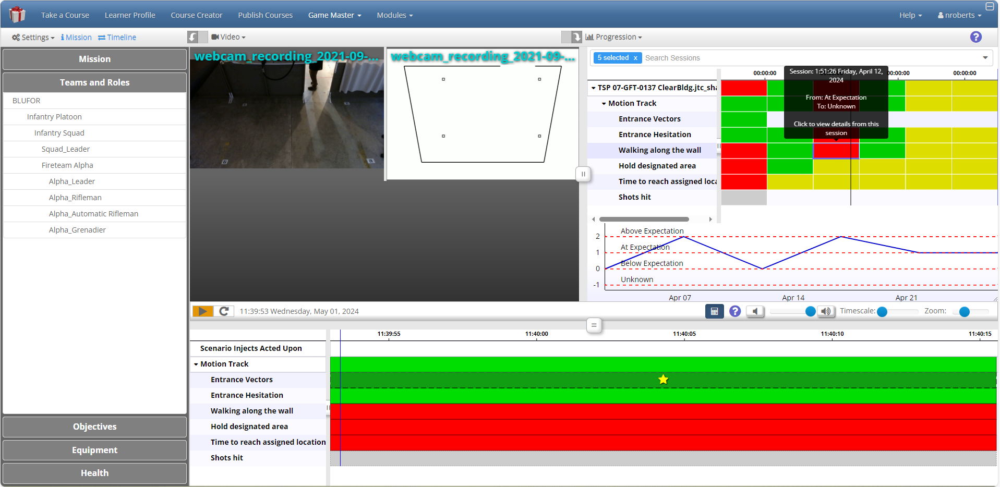 Take a Course
Learner Profile
Course Creator
Publish Courses
Game Master
Modules
Help
nroberts
Settings
Mission
Timeline
Video
Progression
Mission
Teams and Roles
BLUFOR
Infantry Platoon
Infantry Squad
Squad_Leader
Fireteam Alpha
Alpha_Leader
Alpha_Rifleman
Alpha_Automatic Rifleman
Alpha_Grenadier
Objectives
Equipment
Health
webcam_recording_2021-09-...
webcam_recording_2021-09-...
5 selected x
Search Sessions
00:00:00
00:00:00
00:00:00
Session: 1:51:26 Friday, April 12,
2024
From: At Expectation
To: Unknown
Click to view details from this
session
TSP 07-GFT-0137 ClearBldg.jtc_sha
Motion Track
Entrance Vectors
Entrance Hesitation
Walking along the wall
Hold designated area
Time to reach assigned loca
Shots hit
Above Expectation
2
At Expectation
1
Below Expectation
0
Unknown
-1
Apr 07
Apr 14
Apr 21
11:39:53 Wednesday, May 01, 2024
Timescale:
Zoom:
11:39:55
11:40:00
11:40:05
11:40:10
11:40:15
Scenario Injects Acted Upon
Motion Track
Entrance Vectors
Entrance Hesitation
Walking along the wall
Hold designated area
Time to reach assigned location
Shots hit